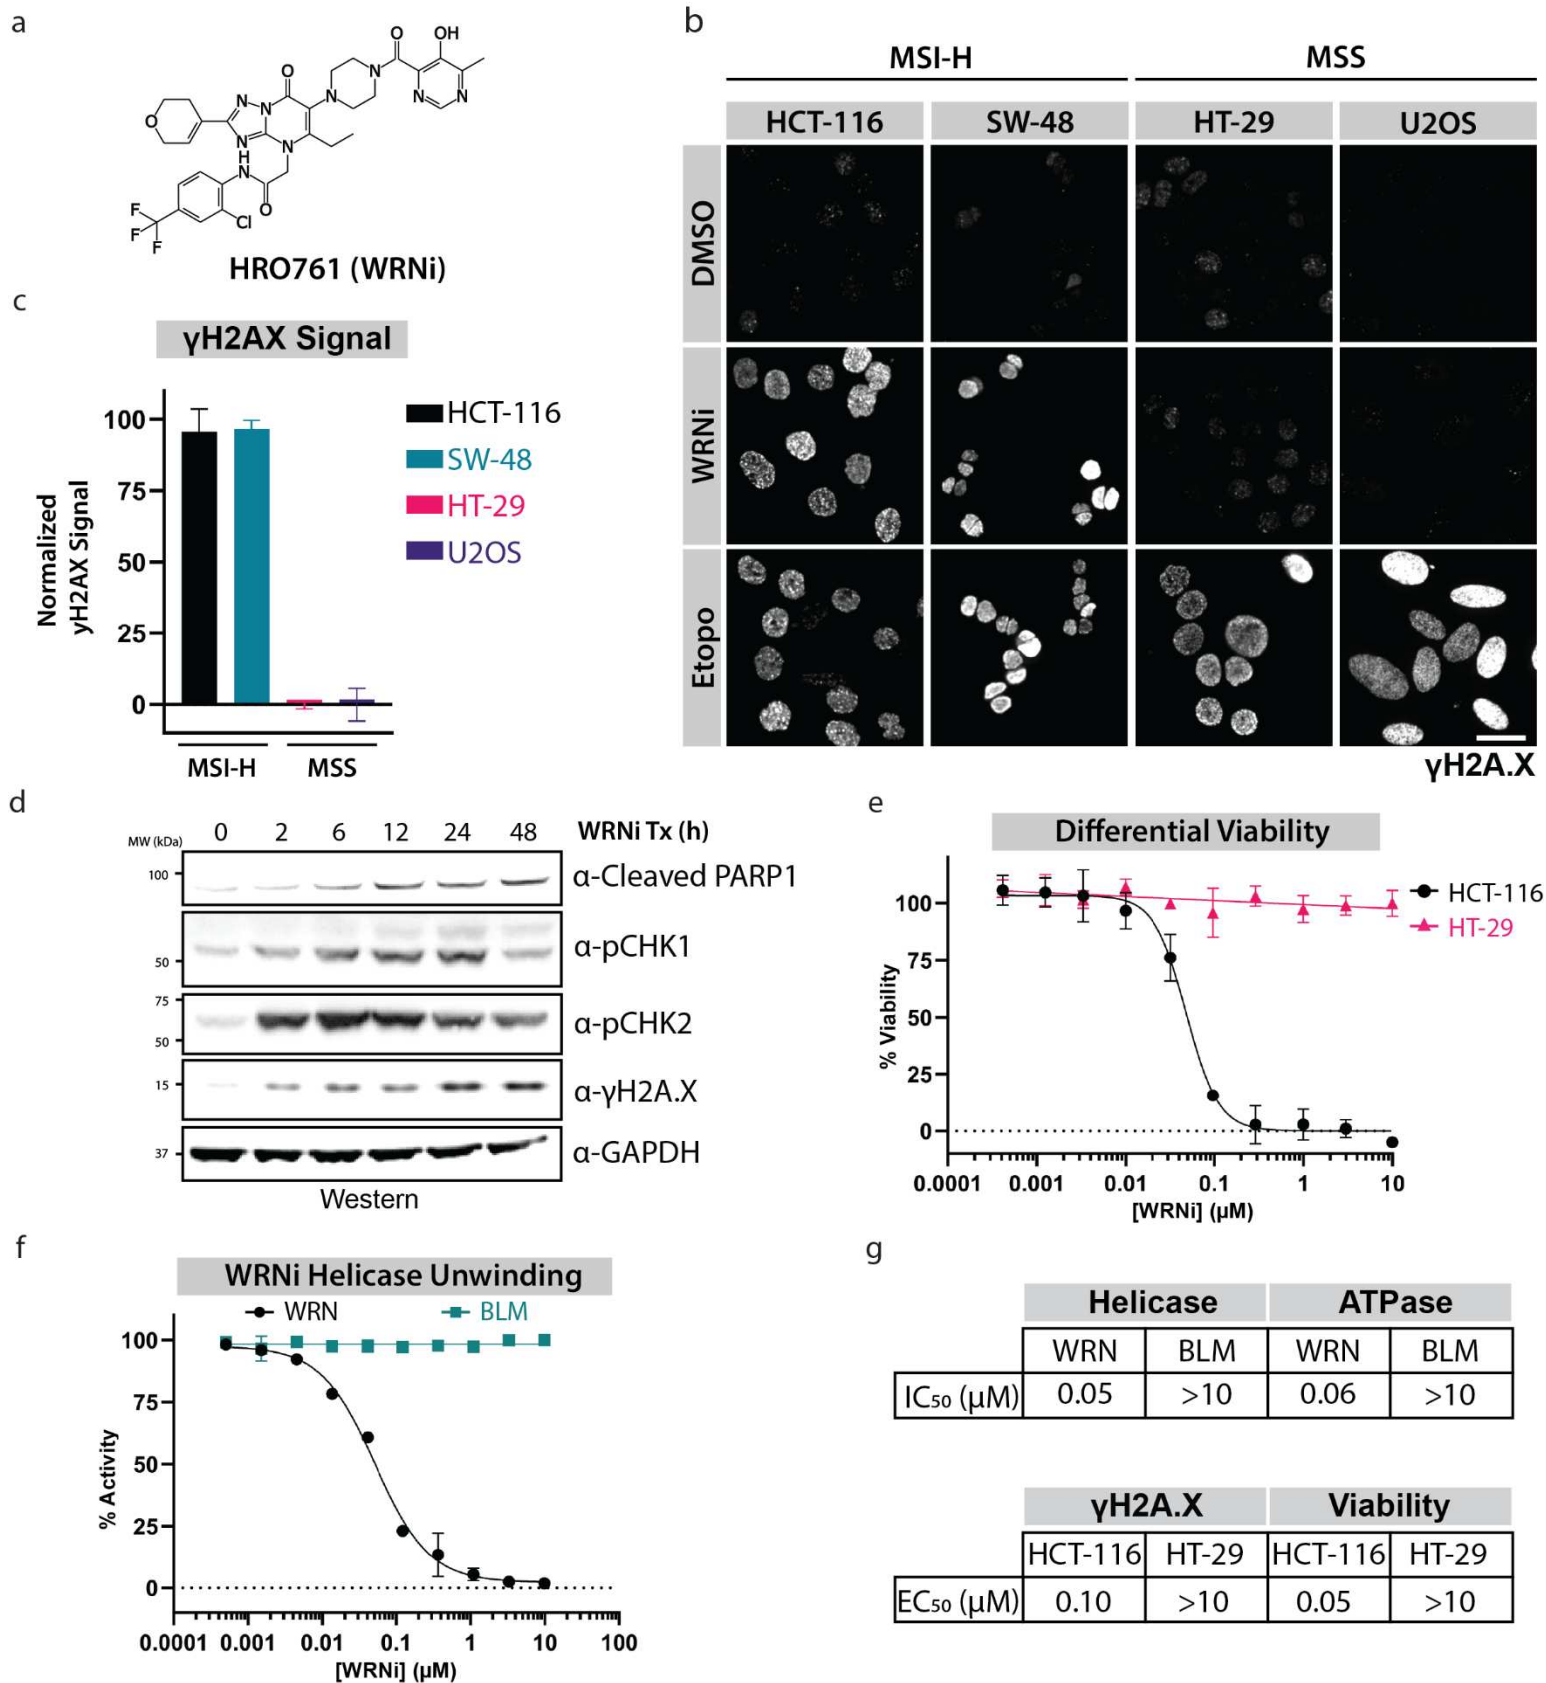 a
O
OH
N
N
N
N
O
N
N
N
N
O
N
H
N
O
Cl
F
F
F
HRO761 (WRNi)
b
MSI-H
MSS
HCT-116
SW-48
HT-29
U2OS
DMSO
WRNi
Etopo
γH2A.X
c
γH2AX Signal
Normalized
γH2AX Signal
100
75
50
25
0
HCT-116
SW-48
HT-29
U2OS
MSI-H
MSS
d
MW (kDa)
0 2 6 12 24 48 WRNi Tx (h)
100 α-Cleaved PARP1
50 α-pCHK1
75
50
α-pCHK2
15 α-γH2A.X
37 α-GAPDH
Western
e
Differential Viability
HCT-116
HT-29
% Viability
100
75
50
25
0
0.0001 0.001 0.01 0.1 1 10
[WRNi] (μM)
f
WRNi Helicase Unwinding
WRN BLM
% Activity
100
75
50
25
0
0.0001 0.001 0.01 0.1 1 10 100
[WRNi] (μM)
g
Helicase ATPase
WRN BLM WRN BLM
IC₅₀ (μM) 0.05 >10 0.06 >10
γH2A.X Viability
HCT-116 HT-29 HCT-116 HT-29
EC₅₀ (μM) 0.10 >10 0.05 >10